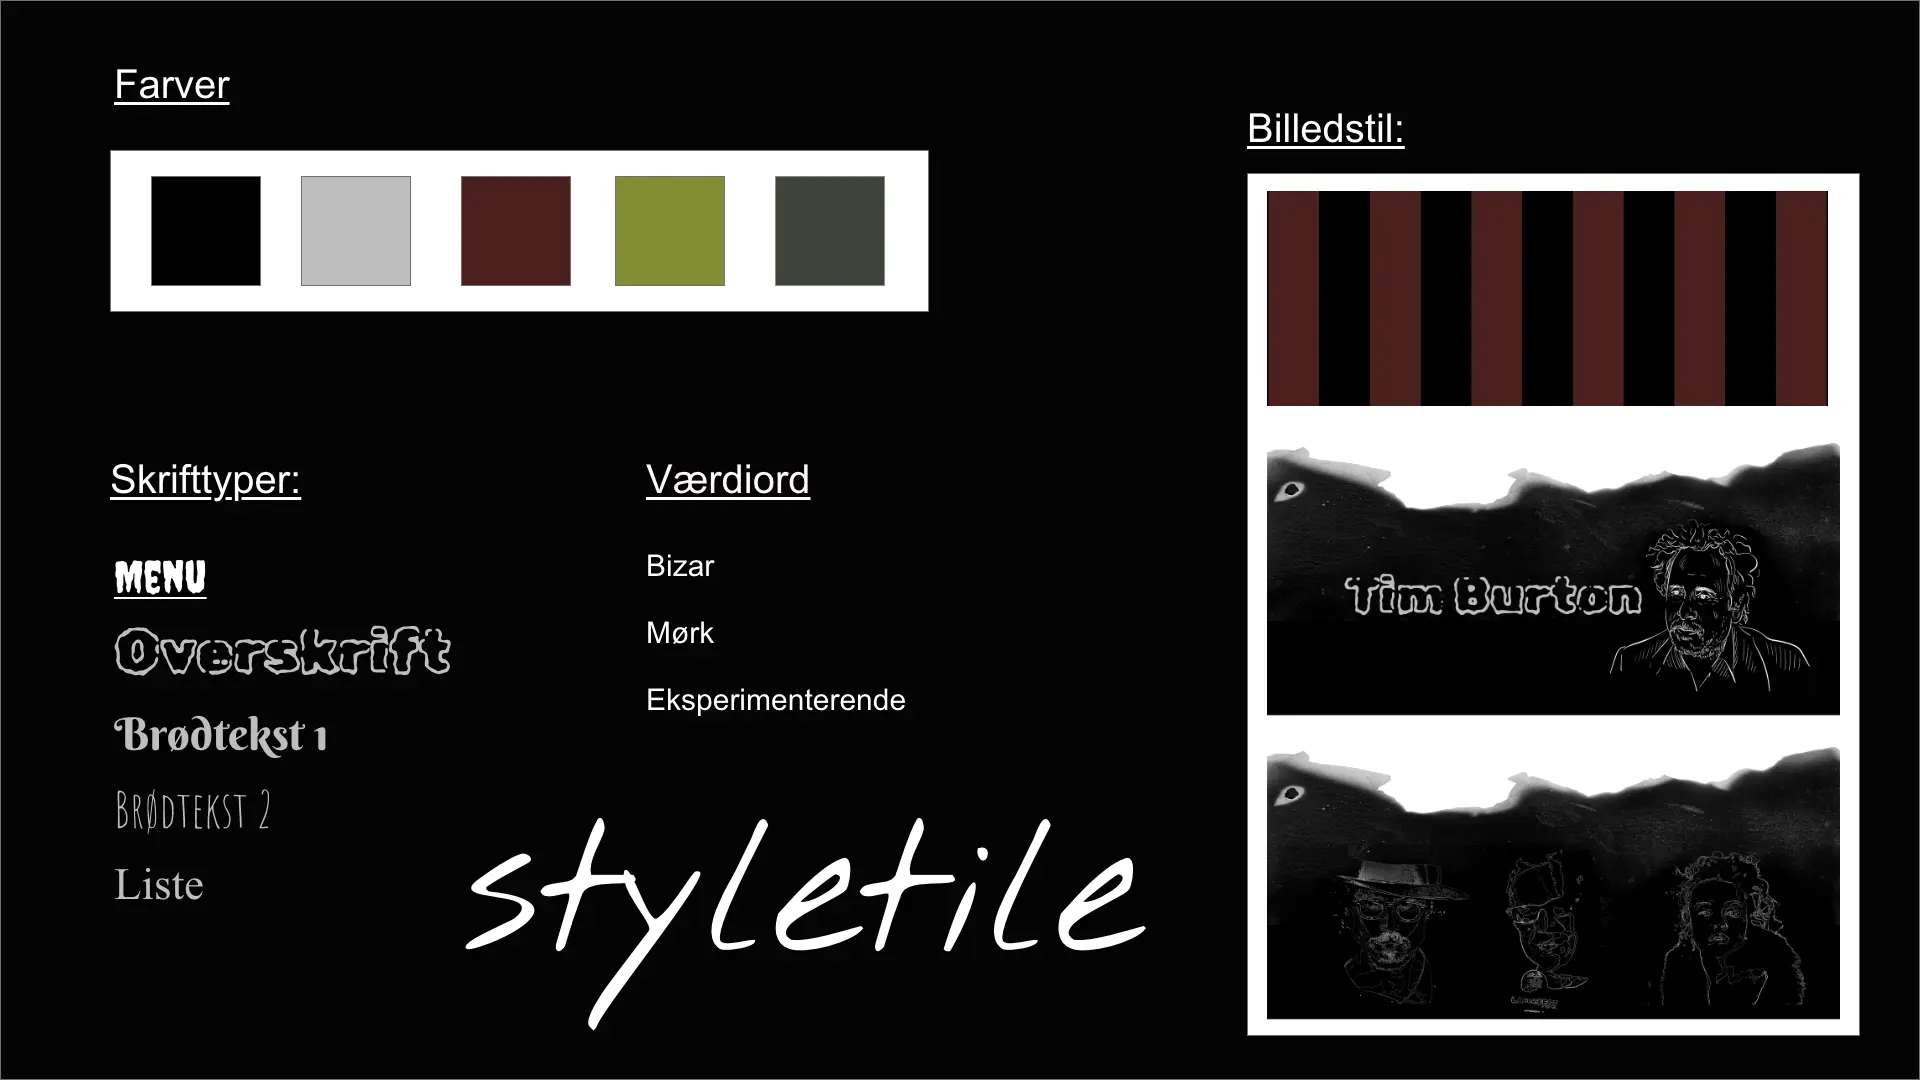 Farver
Skrifttyper:
MENU
Overskrift
Brødtekst 1
BRØDTEKST 2
Liste
Værdiord
Bizar
Mørk
Eksperimenterende
styletile
Billedstil:
Tim Burton